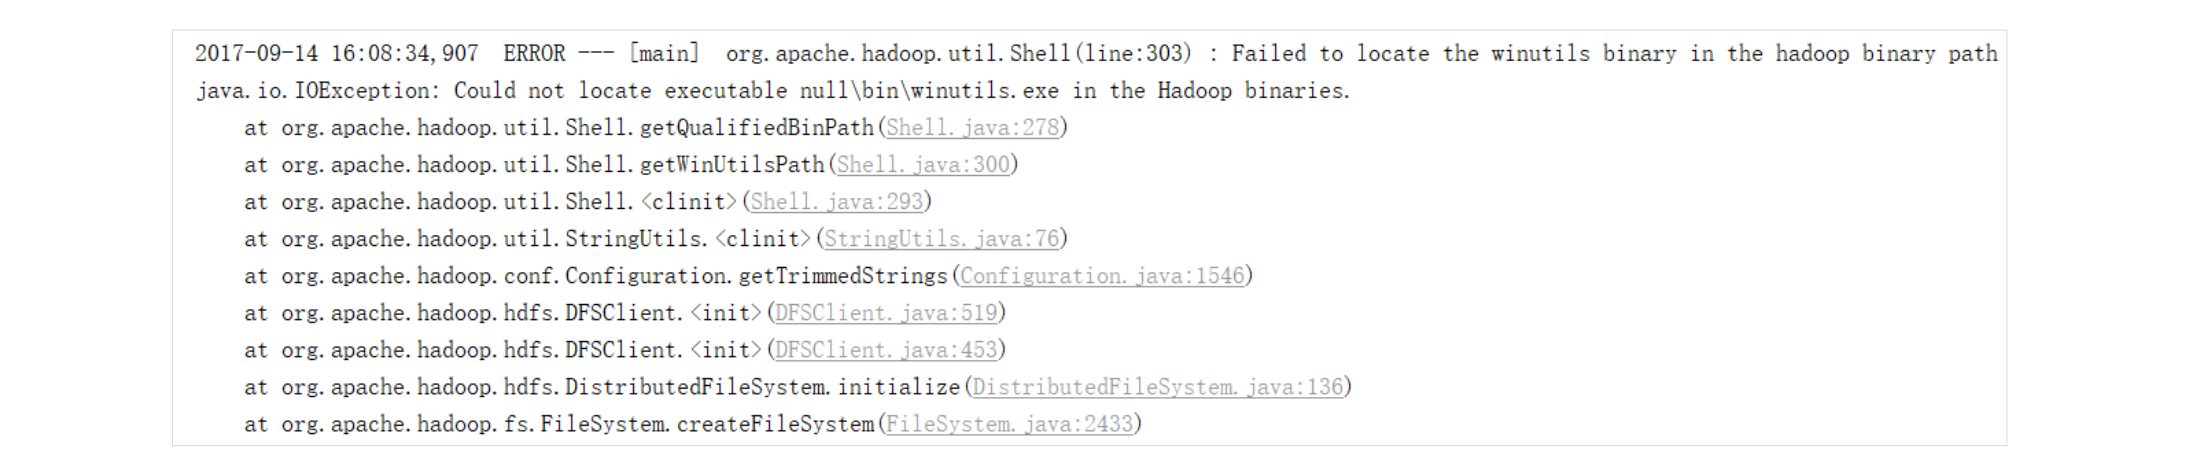 2017-09-14 16:08:34,907  ERROR --- [main]  org.apache.hadoop.util.Shell(line:303) : Failed to locate the winutils binary in the hadoop binary path
java.io.IOException: Could not locate executable null\bin\winutils.exe in the Hadoop binaries.
    at org.apache.hadoop.util.Shell.getQualifiedBinPath(Shell.java:278)
    at org.apache.hadoop.util.Shell.getWinUtilsPath(Shell.java:300)
    at org.apache.hadoop.util.Shell.<clinit>(Shell.java:293)
    at org.apache.hadoop.util.StringUtils.<clinit>(StringUtils.java:76)
    at org.apache.hadoop.conf.Configuration.getTrimmedStrings(Configuration.java:1546)
    at org.apache.hadoop.hdfs.DFSClient.<init>(DFSClient.java:519)
    at org.apache.hadoop.hdfs.DFSClient.<init>(DFSClient.java:453)
    at org.apache.hadoop.hdfs.DistributedFileSystem.initialize(DistributedFileSystem.java:136)
    at org.apache.hadoop.fs.FileSystem.createFileSystem(FileSystem.java:2433)